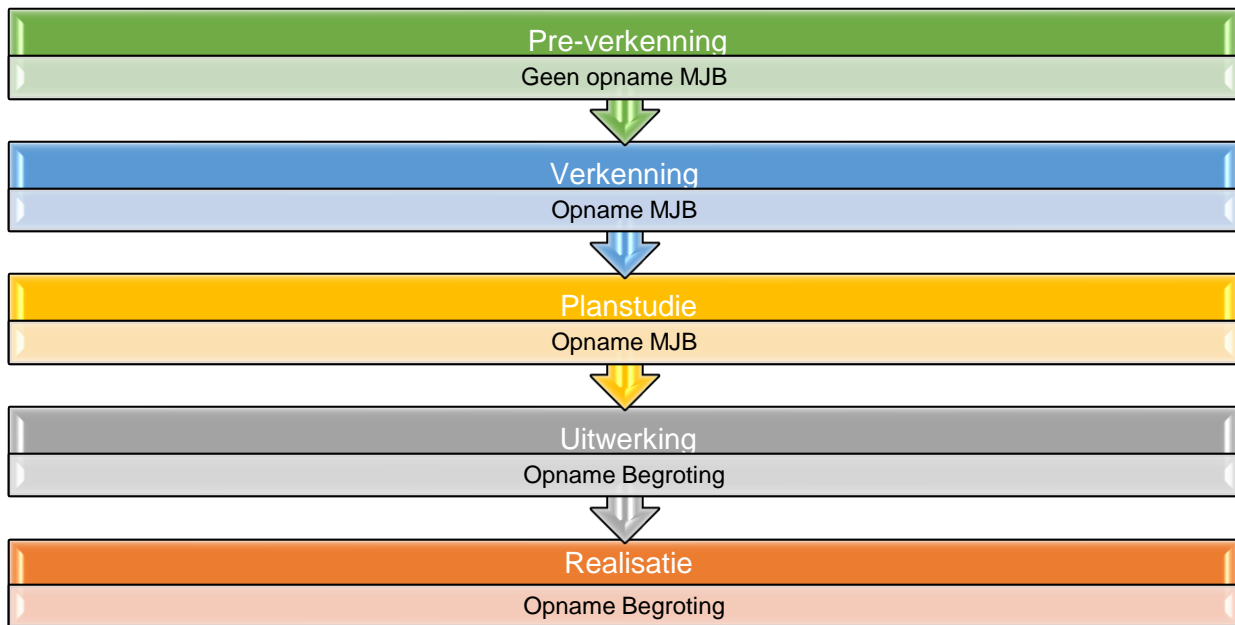 Pre-verkenning
Geen opname MJB
Verkenning
Opname MJB
Planstudie
Opname MJB
Uitwerking
Opname Begroting
Realisatie
Opname Begroting